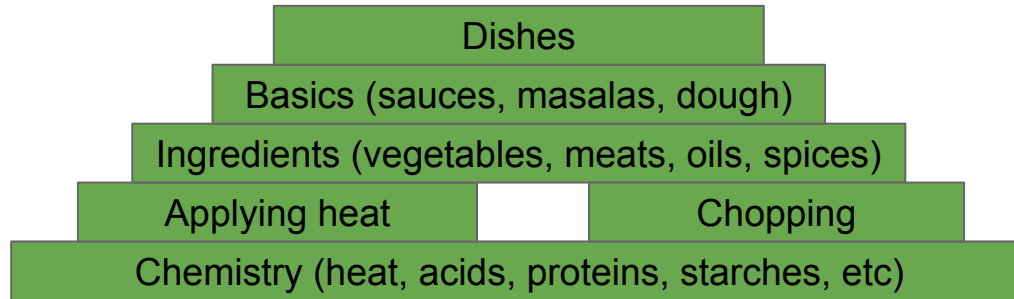 Dishes
Basics (sauces, masalas, dough)
Ingredients (vegetables, meats, oils, spices)
Applying heat
Chopping
Chemistry (heat, acids, proteins, starches, etc)